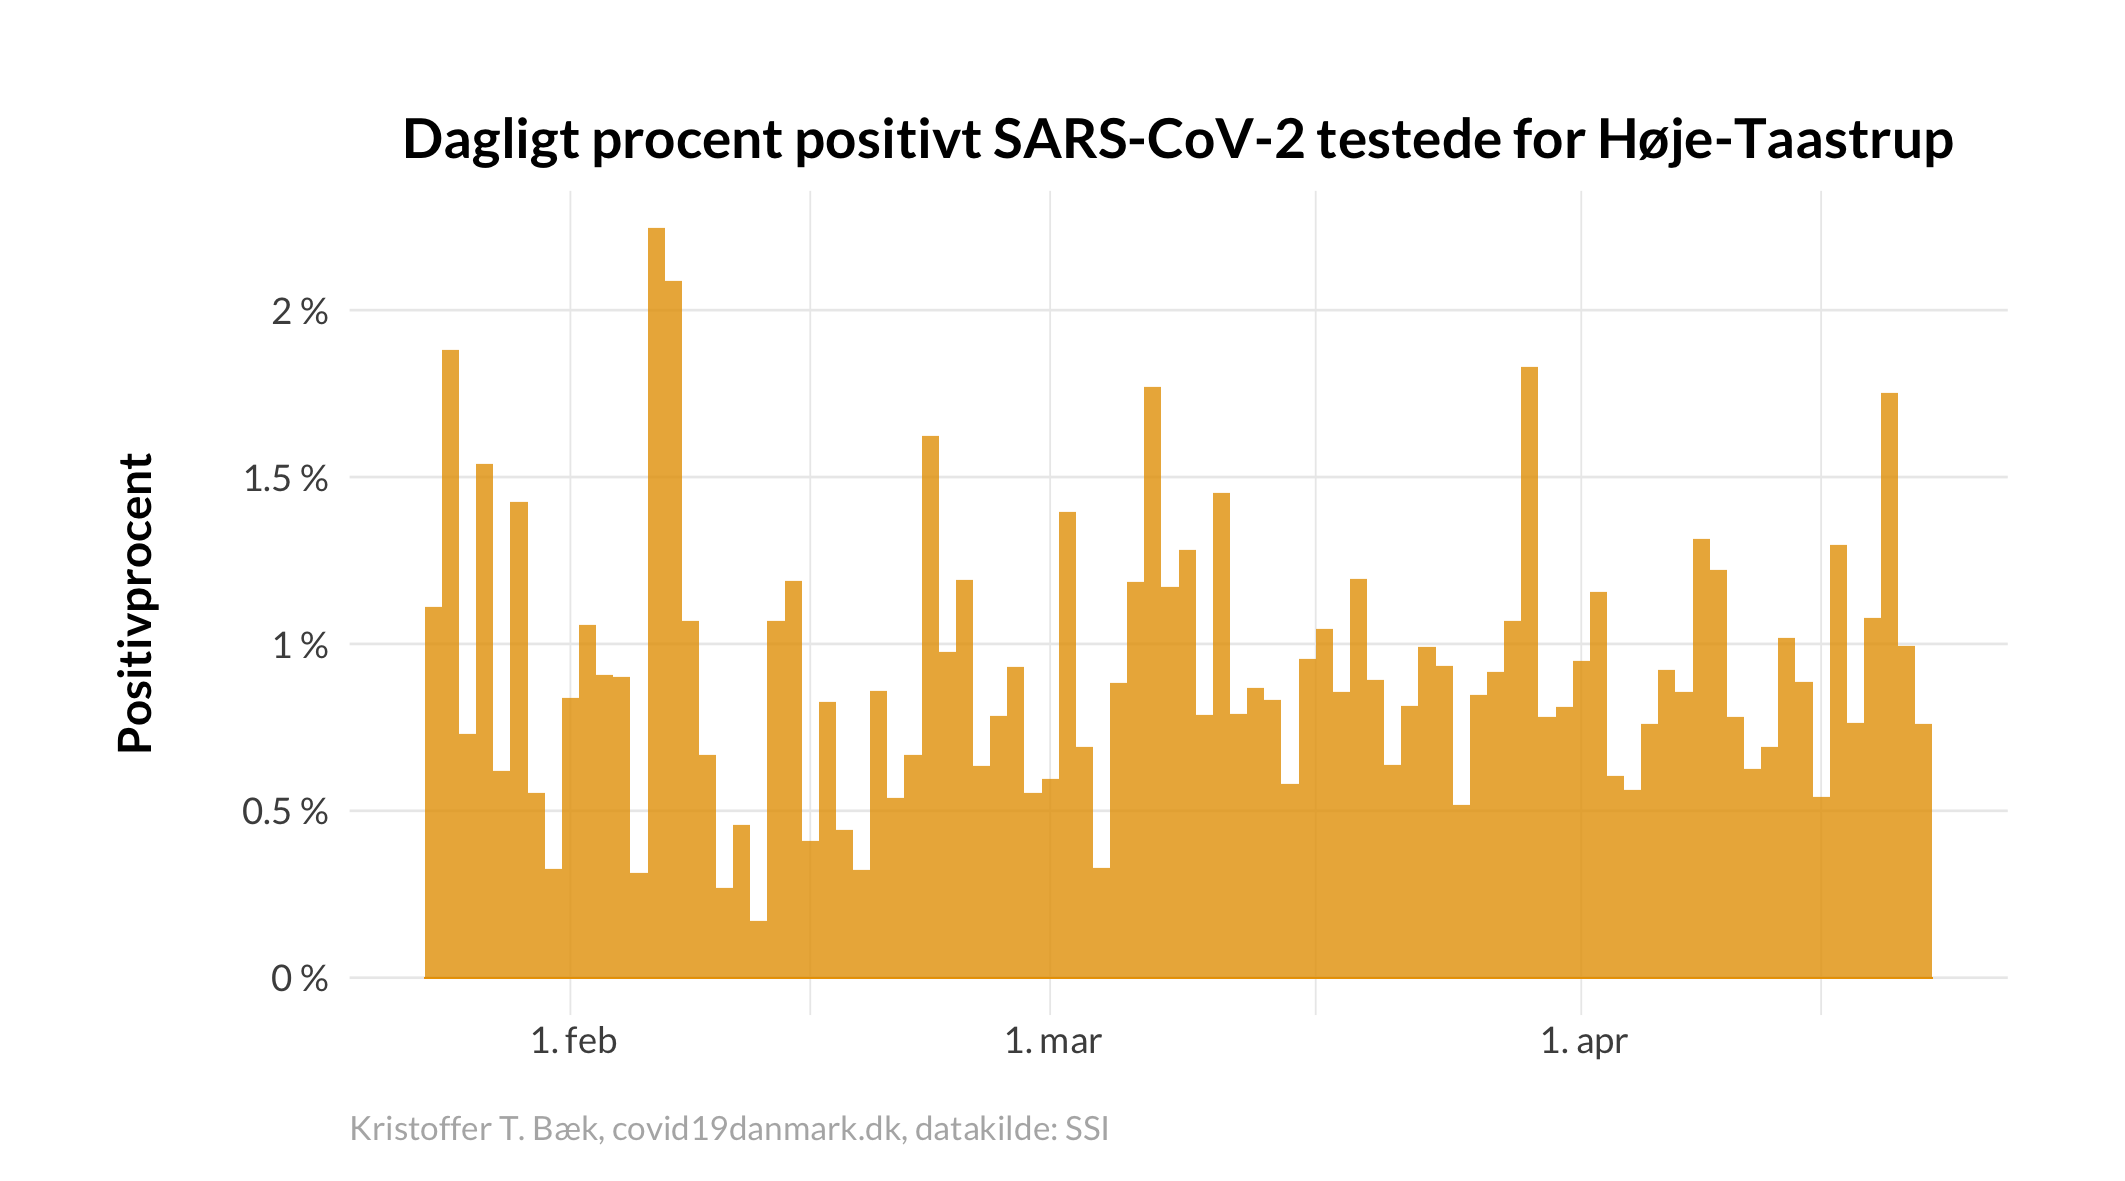 Dagligt procent positivt SARS-CoV-2 testede for Høje-Taastrup
Positivprocent
2 %
1.5 %
1 %
0.5 %
0 %
1. feb
1. mar
1. apr
Kristoffer T. Bæk, covid19danmark.dk, datakilde: SSI